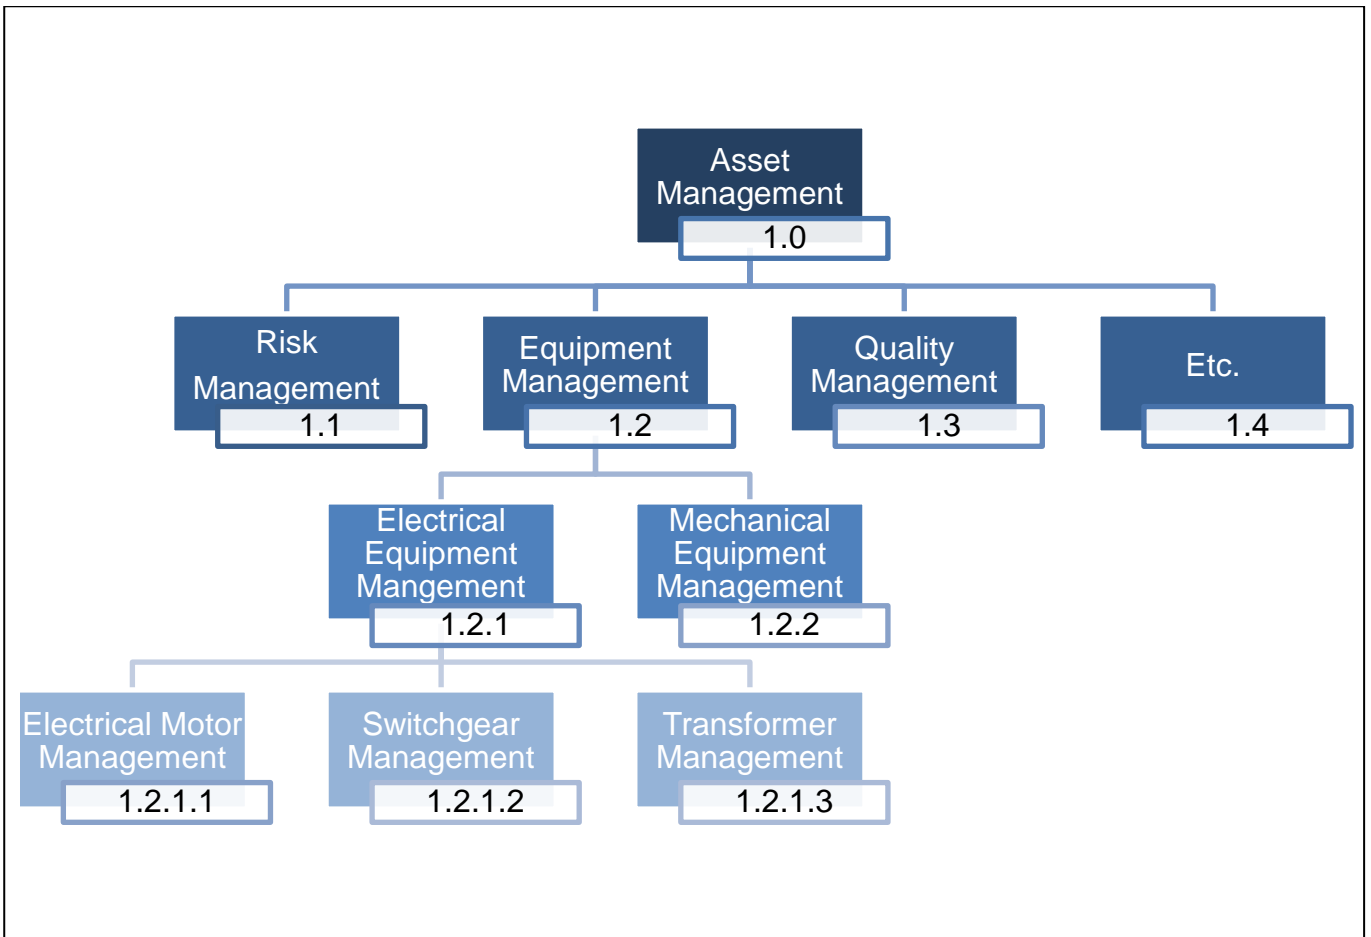 Asset
Management
1.0
Risk
Management
1.1
Equipment
Management
1.2
Quality
Management
1.3
Etc.
1.4
Electrical
Equipment
Mangement
1.2.1
Mechanical
Equipment
Management
1.2.2
Electrical Motor
Management
1.2.1.1
Switchgear
Management
1.2.1.2
Transformer
Management
1.2.1.3